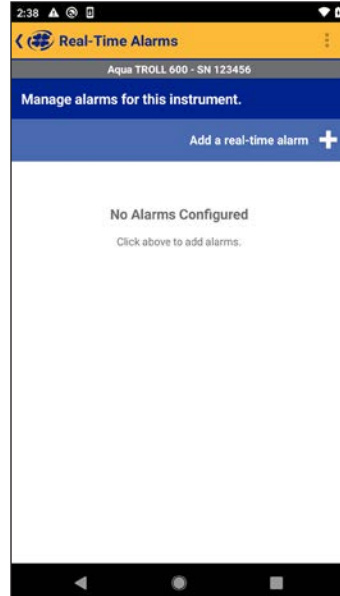 2:38
Real-Time Alarms
Aqua TROLL 600 - SN 123456
Manage alarms for this instrument.
Add a real-time alarm
No Alarms Configured
Click above to add alarms.